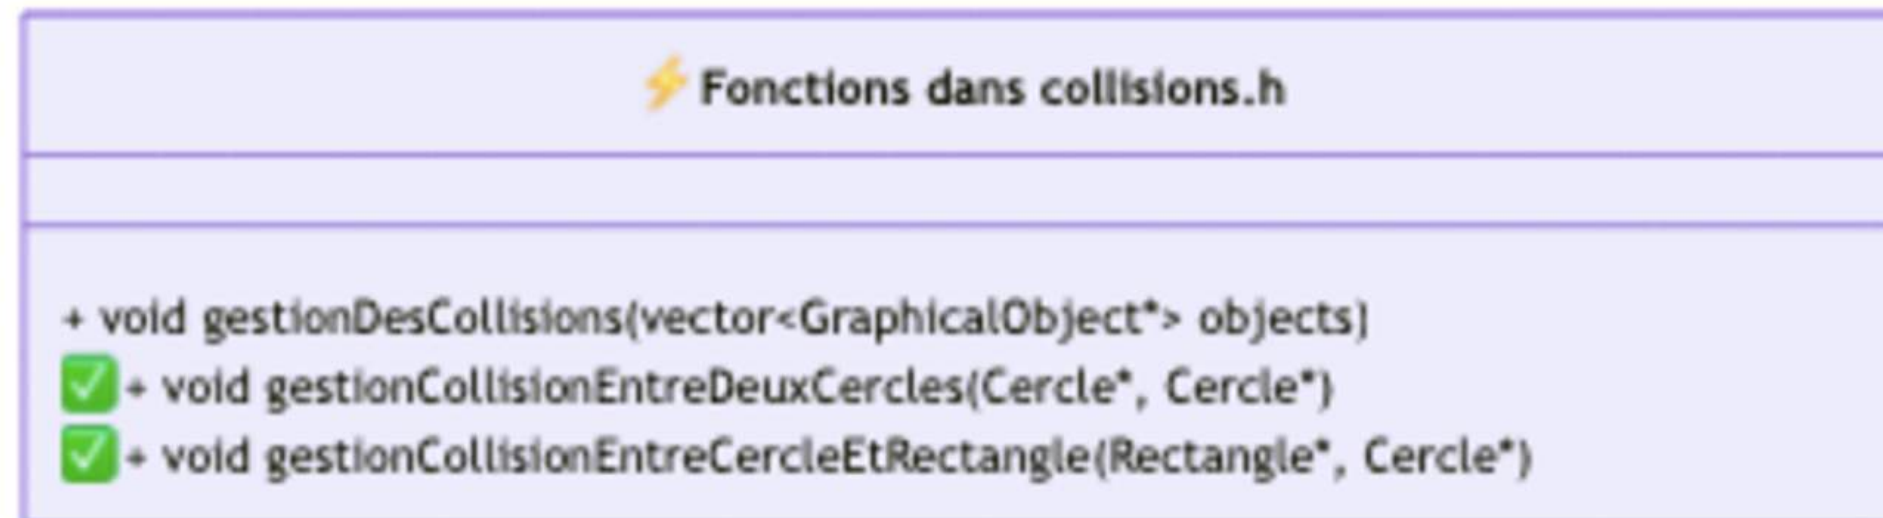 ⚡ Fonctions dans collisions.h
+ void gestionDesCollisions(vector<GraphicalObject*> objects)
✅+ void gestionCollisionEntreDeuxCercles(Cercle*, Cercle*)
✅+ void gestionCollisionEntreCercleEtRectangle(Rectangle*, Cercle*)